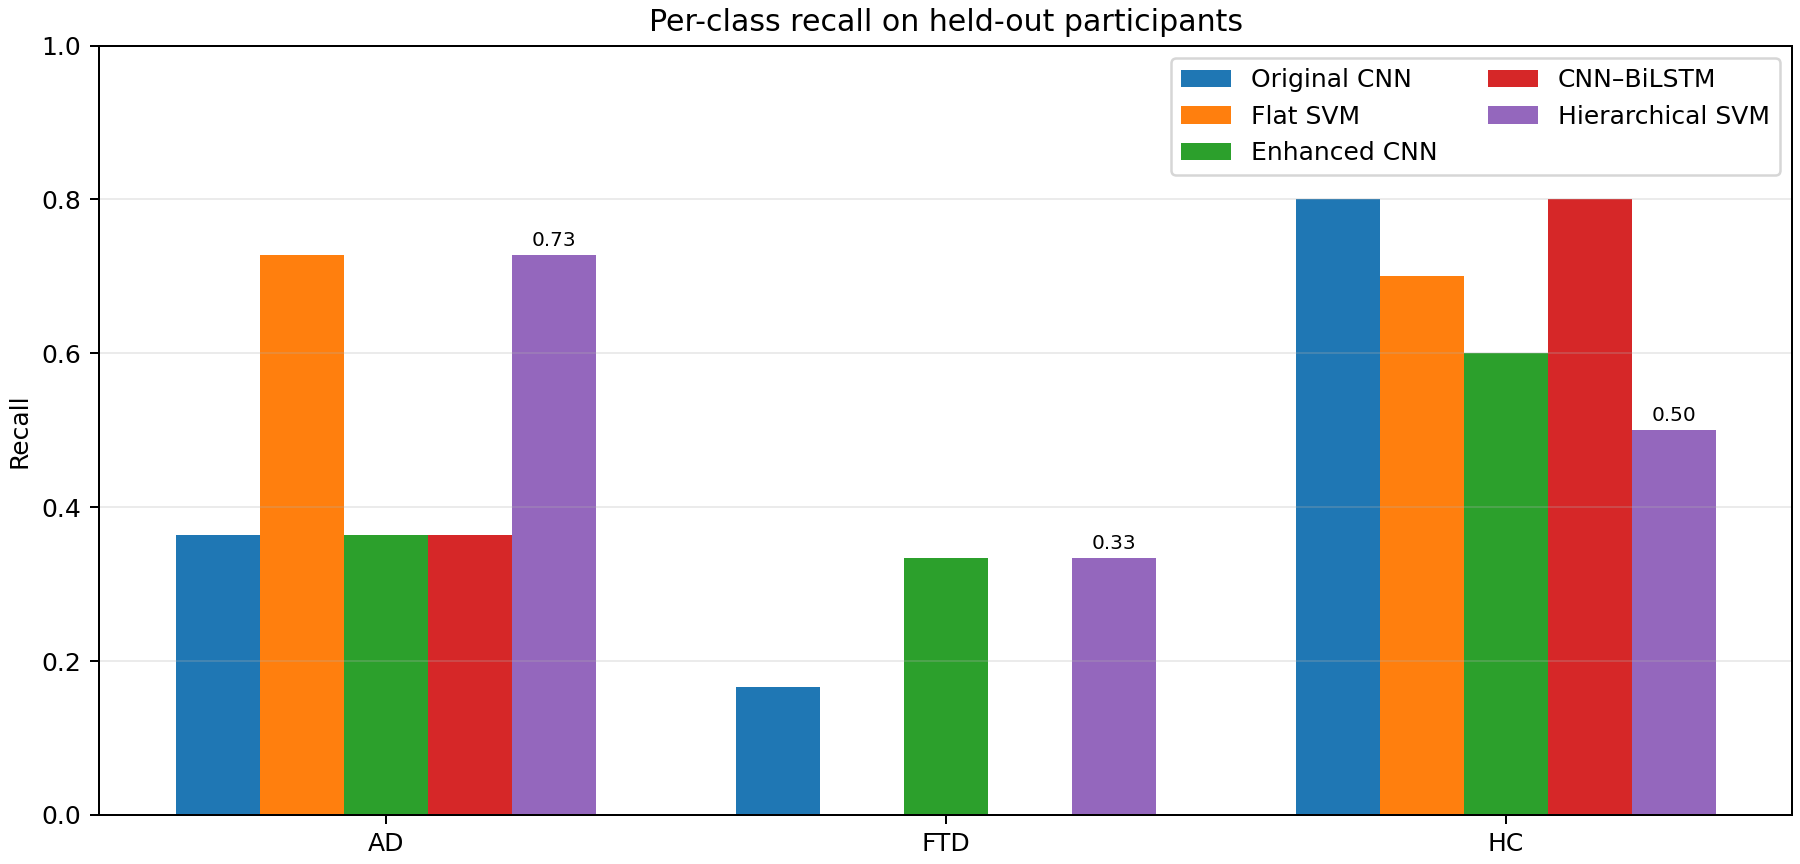 Per-class recall on held-out participants
1.0
0.8
0.6
0.4
0.2
0.0
Recall
Original CNN
Flat SVM
Enhanced CNN
CNN–BiLSTM
Hierarchical SVM
0.73
0.33
0.50
AD
FTD
HC